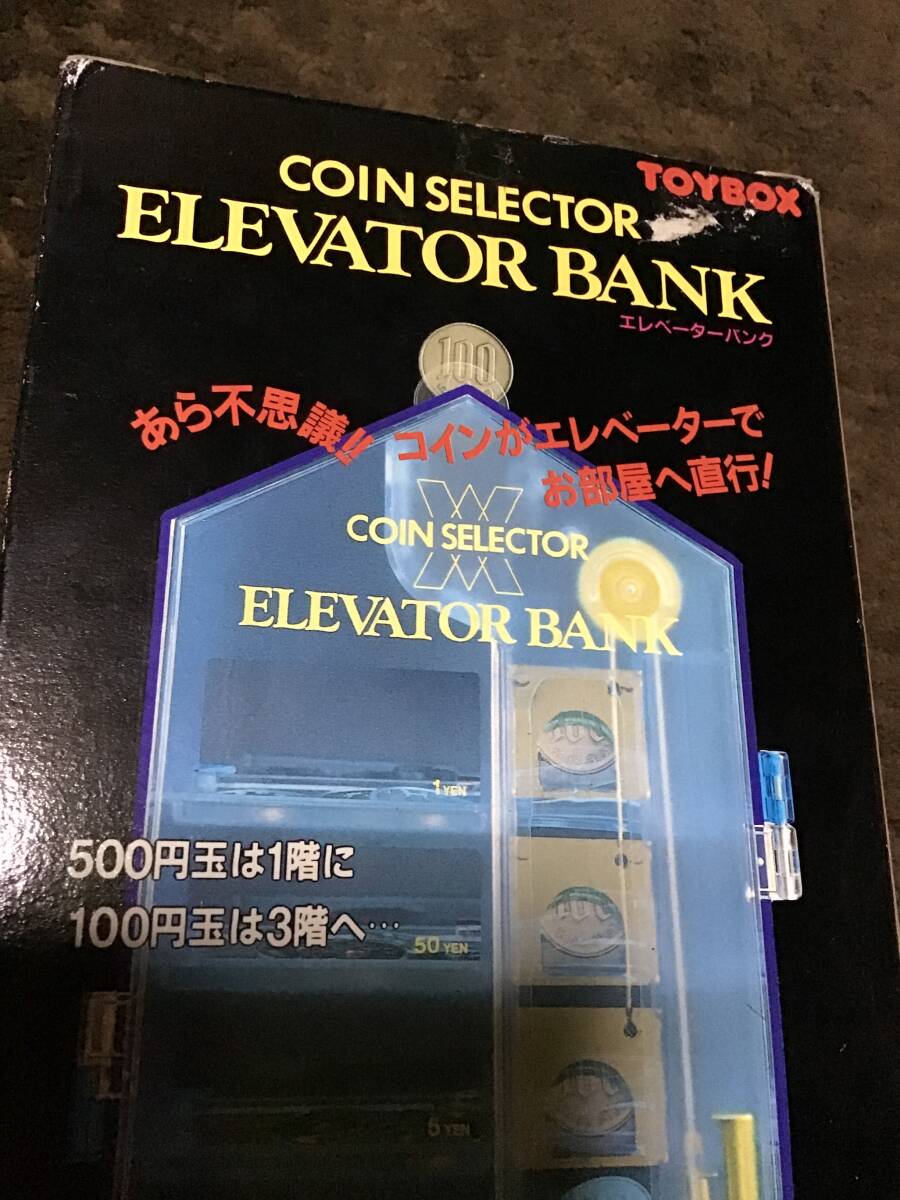 TOYBOX
COIN SELECTOR
ELEVATOR BANK
エレベーターバンク
100
あら不思議!! コインがエレベーターで
お部屋へ直行!
COIN SELECTOR
ELEVATOR BANK
1 YEN
500円玉は1階に
100円玉は3階へ…
50 YEN
5 YEN